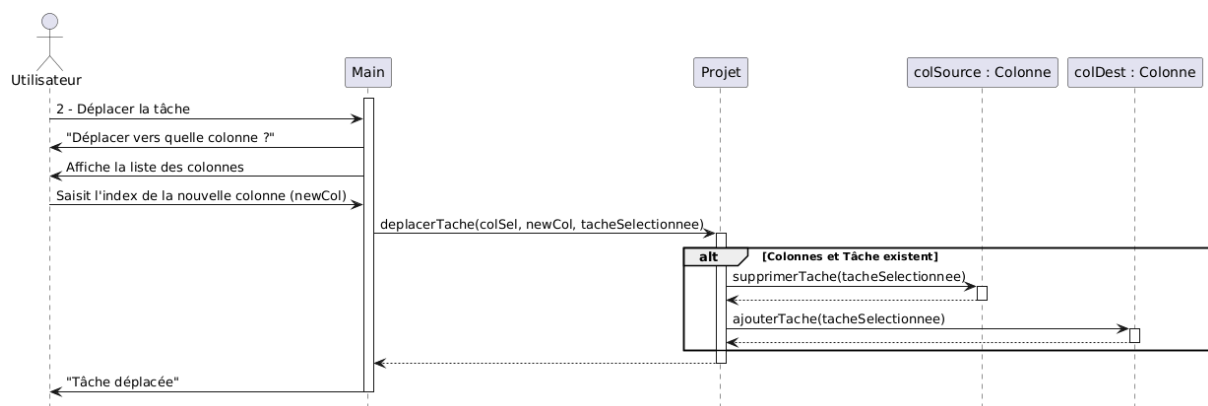 Utilisateur
Main
Projet
colSource : Colonne
colDest : Colonne
2 - Déplacer la tâche
"Déplacer vers quelle colonne ?"
Affiche la liste des colonnes
Saisit l'index de la nouvelle colonne (newCol)
deplacerTache(colSel, newCol, tacheSelectionnee)
alt [Colonnes et Tâche existent]
supprimerTache(tacheSelectionnee)
ajouterTache(tacheSelectionnee)
"Tâche déplacée"